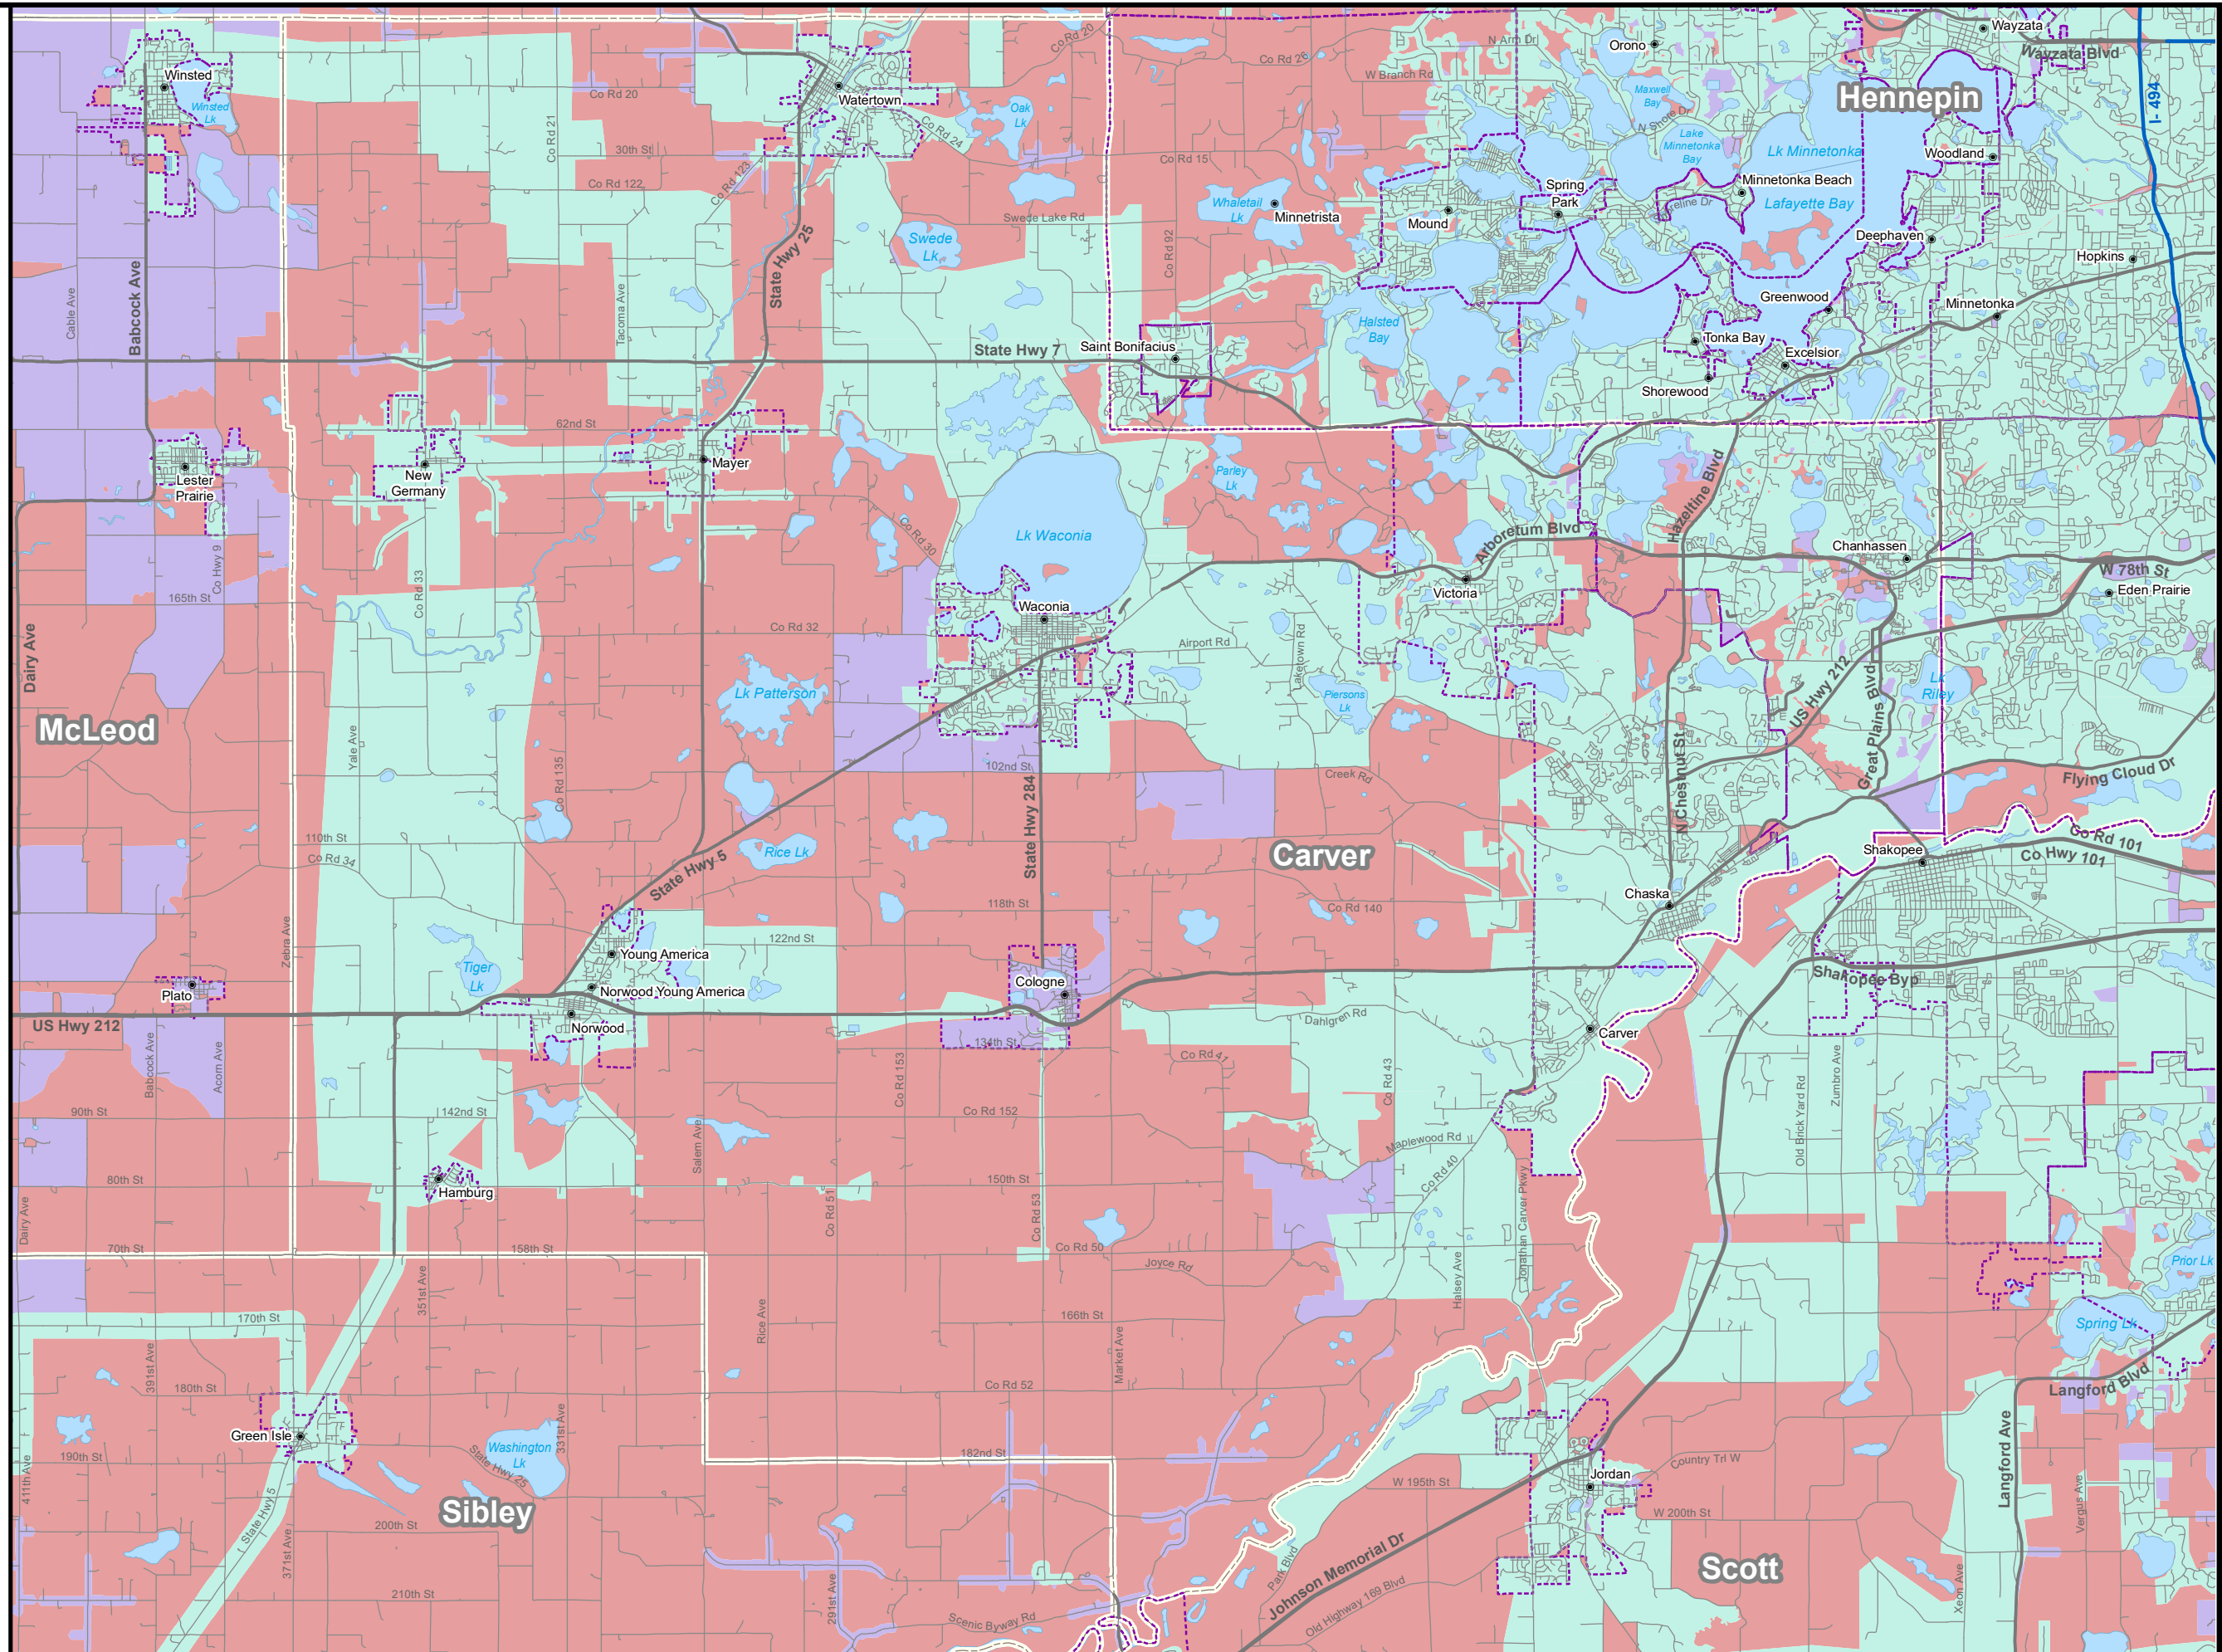 Wayzata
Wayzata Blvd
Orono
N Arm Dr
Co Rd 20
Co Rd 26
W Branch Rd
Winsted
Winsted
Lk
Watertown
Co Rd 20
Co Rd 24
Oak
Lk
Maxwell
Bay
N Shore Dr
Hennepin
I- 494
Co Rd 21
30th St
Co Rd 122
Co Rd 123
Co Rd 15
Lake
Minnetonka
Bay
Lk Minnetonka
Woodland
Spring
Park
Minnetonka Beach
Shoreline Dr
Lafayette Bay
Whaletail
Lk
Minnetrista
Mound
Swede Lake Rd
Swede
Lk
Co Rd 92
Deephaven
Hopkins
State Hwy 25
Cable Ave
Babcock Ave
Tacoma Ave
Halsted
Bay
Greenwood
Minnetonka
Tonka Bay
Excelsior
Shorewood
State Hwy 7
Saint Bonifacius
62nd St
Mayer
New
Germany
Lester
Prairie
Parley
Lk
Hazeltine Blvd
Lk Waconia
Co Rd 30
Arboretum Blvd
Chanhassen
W 78th St
Eden Prairie
Victoria
Co Hwy 9
165th St
Co Rd 33
Co Rd 32
Waconia
Airport Rd
Laketown Rd
Dairy Ave
McLeod
Lk Patterson
Piersons
Lk
Lk
Riley
US Hwy 212
Great Plains Blvd
N Chestnut St
Yale Ave
Co Rd 135
102nd St
Creek Rd
Flying Cloud Dr
State Hwy 284
110th St
Co Rd 34
Rice Lk
State Hwy 5
Carver
Shakopee
Co Rd 101
Co Hwy 101
Chaska
118th St
Co Rd 140
122nd St
Zebra Ave
Young America
Tiger
Lk
Norwood Young America
Norwood
Cologne
Plato
US Hwy 212
Shakopee Byp
Dahlgren Rd
Carver
134th St
Co Rd 41
Co Rd 43
Co Rd 153
Babcock Ave
Acorn Ave
Old Brick Yard Rd
Zumbro Ave
90th St
142nd St
Co Rd 152
Salem Ave
Maplewood Rd
Co Rd 40
80th St
Hamburg
150th St
Co Rd 51
Co Rd 53
Dairy Ave
Jonathan Carver Pkwy
70th St
158th St
Co Rd 50
Joyce Rd
Halsey Ave
Prior Lk
351st Ave
Rice Ave
170th St
166th St
Spring Lk
Market Ave
391st Ave
180th St
Co Rd 52
Langford Blvd
Green Isle
Washington
Lk
331st Ave
State Hwy 25
182nd St
190th St
411th Ave
W 195th St
Jordan
Country Trl W
Langford Ave
Vergus Ave
Sibley
State Hwy 5
200th St
371st Ave
W 200th St
Johnson Memorial Dr
Park Blvd
Scott
Xeon Ave
210th St
291st Ave
Scenic Byway Rd
Old Highway 169 Blvd